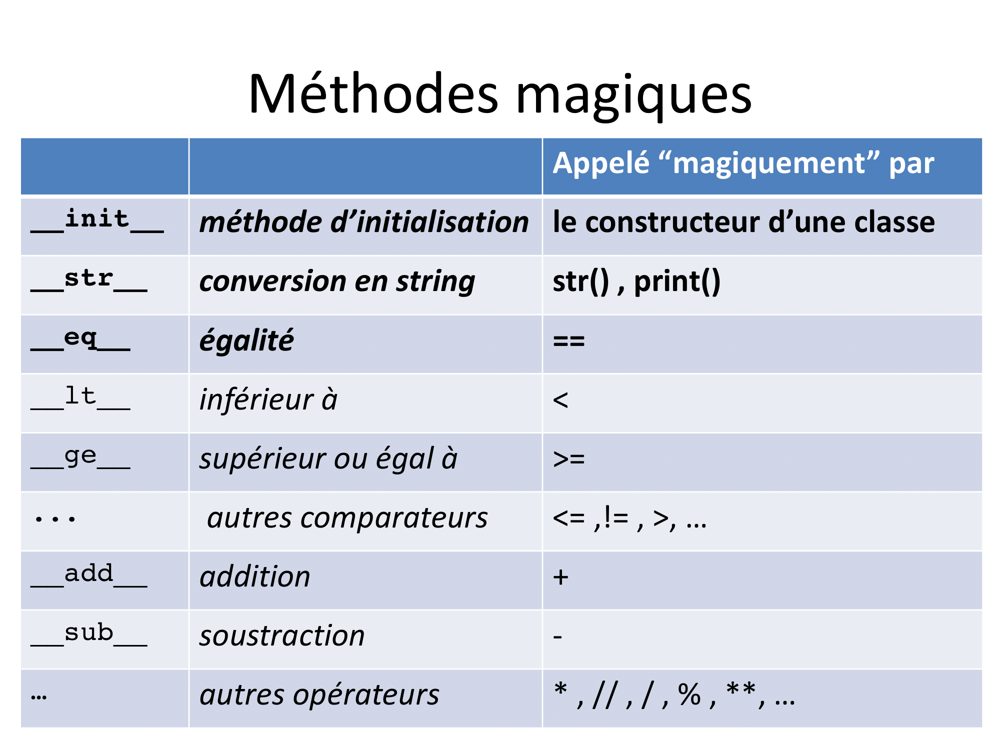 Méthodes magiques
Appelé “magiquement” par
__init__ méthode d’initialisation le constructeur d’une classe
__str__ conversion en string str() , print()
__eq__ égalité ==
__lt__ inférieur à <
__ge__ supérieur ou égal à >=
... autres comparateurs <= ,!= , >, …
__add__ addition +
__sub__ soustraction -
… autres opérateurs * , // , / , % , **, …